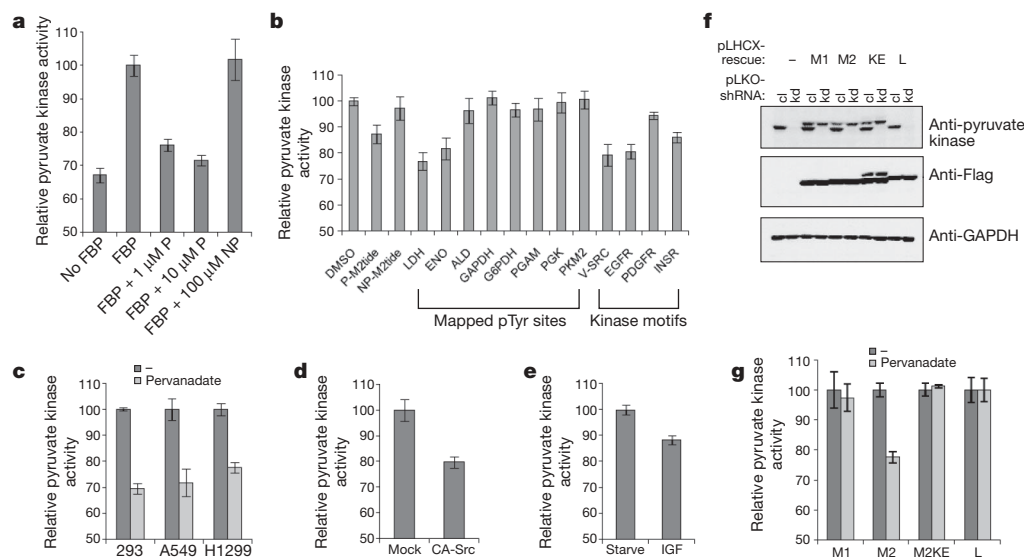 a
Relative pyruvate kinase activity
110
100
90
80
70
60
50
No FBP
FBP
FBP + 1 µM P
FBP + 10 µM P
FBP + 100 µM NP
b
Relative pyruvate kinase
activity
110
100
90
80
70
60
50
DMSO
P-M2tide
NP-M2tide
LDH
ENO
ALD
GAPDH
G6PDH
PGAM
PGK
PKM2
V-SRC
EGFR
PDGFR
INSR
Mapped pTyr sites
Kinase motifs
f
pLHCX-
rescue:
– M1 M2 KE L
pLKO-
shRNA:
cl kd cl kd cl kd cl kd cl kd
Anti-pyruvate
kinase
Anti-Flag
Anti-GAPDH
c
–
Pervanadate
Relative pyruvate kinase
activity
110
100
90
80
70
60
50
293 A549 H1299
d
Relative pyruvate kinase
activity
110
100
90
80
70
60
50
Mock CA-Src
e
Relative pyruvate kinase
activity
110
100
90
80
70
60
50
Starve IGF
g
–
Pervanadate
Relative pyruvate kinase
activity
110
100
90
80
70
60
50
M1 M2 M2KE L